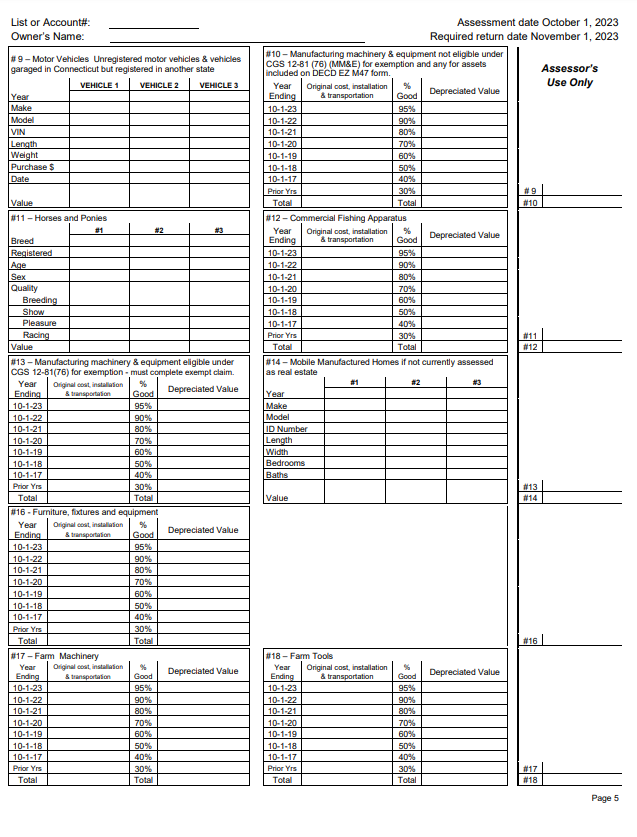 List or Account#:
Assessment date October 1, 2023
Owner's Name:
Required return date November 1, 2023
# 9 – Motor Vehicles Unregistered motor vehicles & vehicles
garaged in Connecticut but registered in another state
VEHICLE 1 VEHICLE 2 VEHICLE 3
Year
Make
Model
VIN
Length
Weight
Purchase $
Date
Value
#10 – Manufacturing machinery & equipment not eligible under
CGS 12-81 (76) (MM&E) for exemption and any for assets
included on DECD EZ M47 form.
Year Ending Original cost, installation & transportation % Good Depreciated Value
10-1-23 95%
10-1-22 90%
10-1-21 80%
10-1-20 70%
10-1-19 60%
10-1-18 50%
10-1-17 40%
Prior Yrs 30%
Total Total
Assessor's
Use Only
# 9
#10
#11 – Horses and Ponies
#1 #2 #3
Breed
Registered
Age
Sex
Quality
Breeding
Show
Pleasure
Racing
Value
#12 – Commercial Fishing Apparatus
Year Ending Original cost, installation & transportation % Good Depreciated Value
10-1-23 95%
10-1-22 90%
10-1-21 80%
10-1-20 70%
10-1-19 60%
10-1-18 50%
10-1-17 40%
Prior Yrs 30%
Total Total
#11
#12
#13 – Manufacturing machinery & equipment eligible under
CGS 12-81(76) for exemption - must complete exempt claim.
Year Ending Original cost, installation & transportation % Good Depreciated Value
10-1-23 95%
10-1-22 90%
10-1-21 80%
10-1-20 70%
10-1-19 60%
10-1-18 50%
10-1-17 40%
Prior Yrs 30%
Total Total
#14 – Mobile Manufactured Homes if not currently assessed
as real estate
#1 #2 #3
Year
Make
Model
ID Number
Length
Width
Bedrooms
Baths
Value
#13
#14
#16 - Furniture, fixtures and equipment
Year Ending Original cost, installation & transportation % Good Depreciated Value
10-1-23 95%
10-1-22 90%
10-1-21 80%
10-1-20 70%
10-1-19 60%
10-1-18 50%
10-1-17 40%
Prior Yrs 30%
Total Total
#16
#17 – Farm Machinery
Year Ending Original cost, installation & transportation % Good Depreciated Value
10-1-23 95%
10-1-22 90%
10-1-21 80%
10-1-20 70%
10-1-19 60%
10-1-18 50%
10-1-17 40%
Prior Yrs 30%
Total Total
#18 – Farm Tools
Year Ending Original cost, installation & transportation % Good Depreciated Value
10-1-23 95%
10-1-22 90%
10-1-21 80%
10-1-20 70%
10-1-19 60%
10-1-18 50%
10-1-17 40%
Prior Yrs 30%
Total Total
#17
#18
Page 5